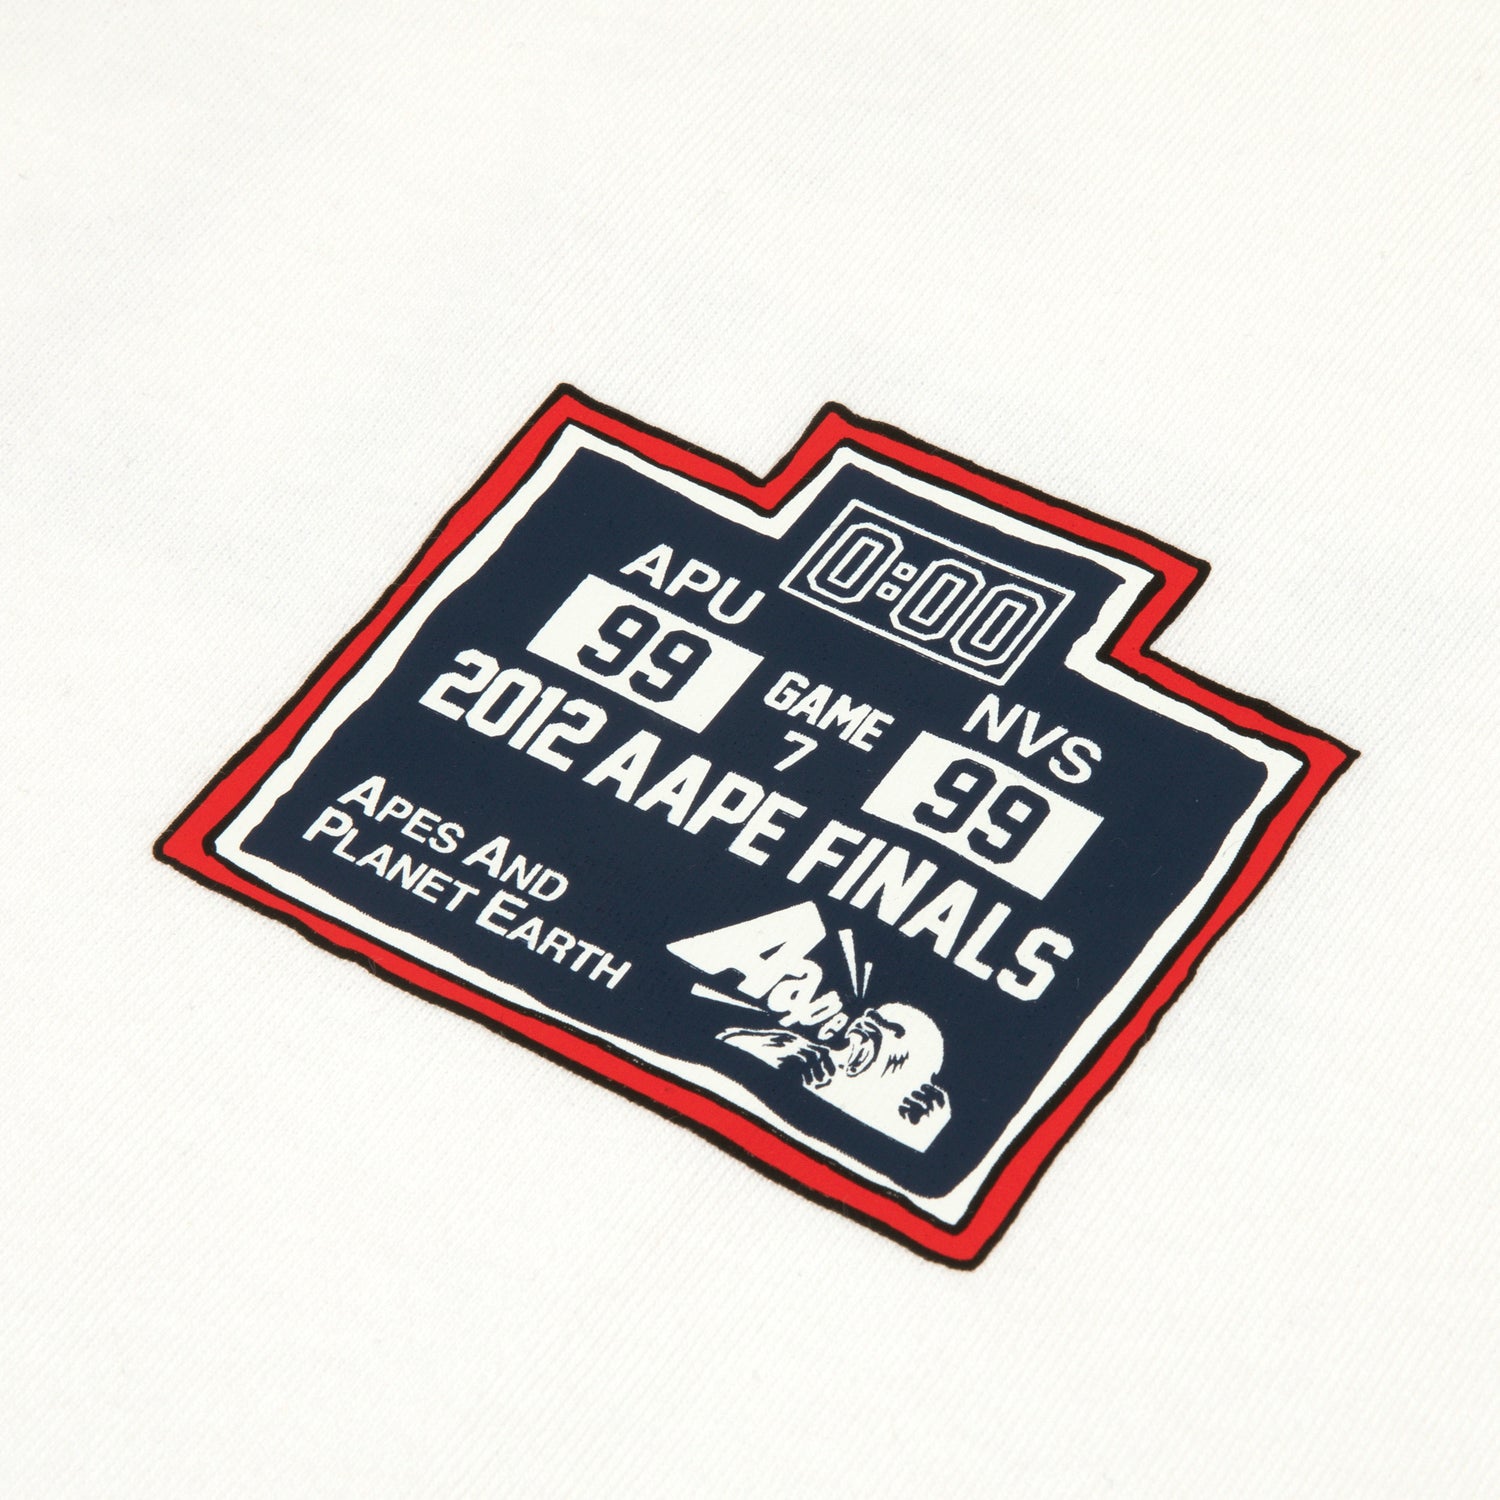 0:00
APU
NVS
99
GAME
7
99
2012 AAPE FINALS
APES AND
PLANET EARTH
Aape